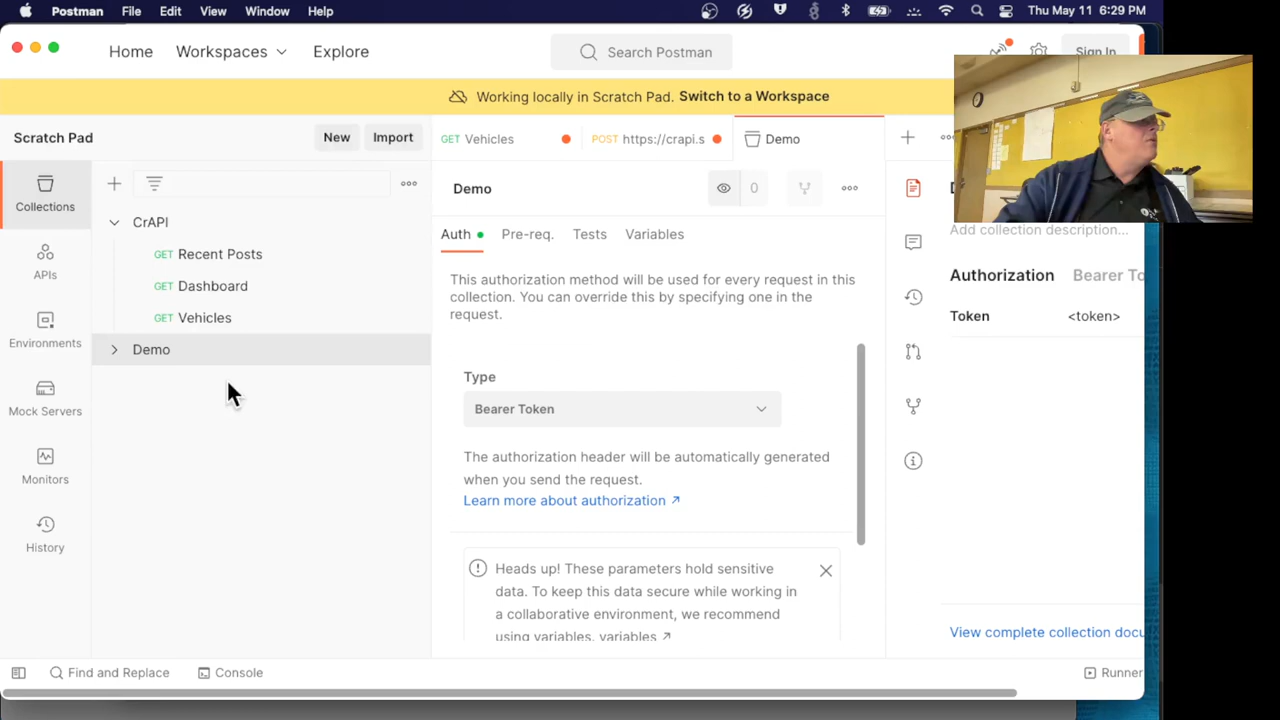 Postman File Edit View Window Help Thu May 11 6:29 PM
Home Workspaces Explore Search Postman Sign In
Working locally in Scratch Pad. Switch to a Workspace
Scratch Pad New Import GET Vehicles POST https://crapi.s Demo
Collections
APIs
Environments
Mock Servers
Monitors
History
CrAPI
GET Recent Posts
GET Dashboard
GET Vehicles
Demo
Demo 0
Auth Pre-req. Tests Variables
This authorization method will be used for every request in this
collection. You can override this by specifying one in the
request.
Type
Bearer Token
The authorization header will be automatically generated
when you send the request.
Learn more about authorization
Heads up! These parameters hold sensitive
data. To keep this data secure while working in
a collaborative environment, we recommend
using variables. variables
Add collection description...
Authorization Bearer To
Token <token>
View complete collection docu
Find and Replace Console Runner